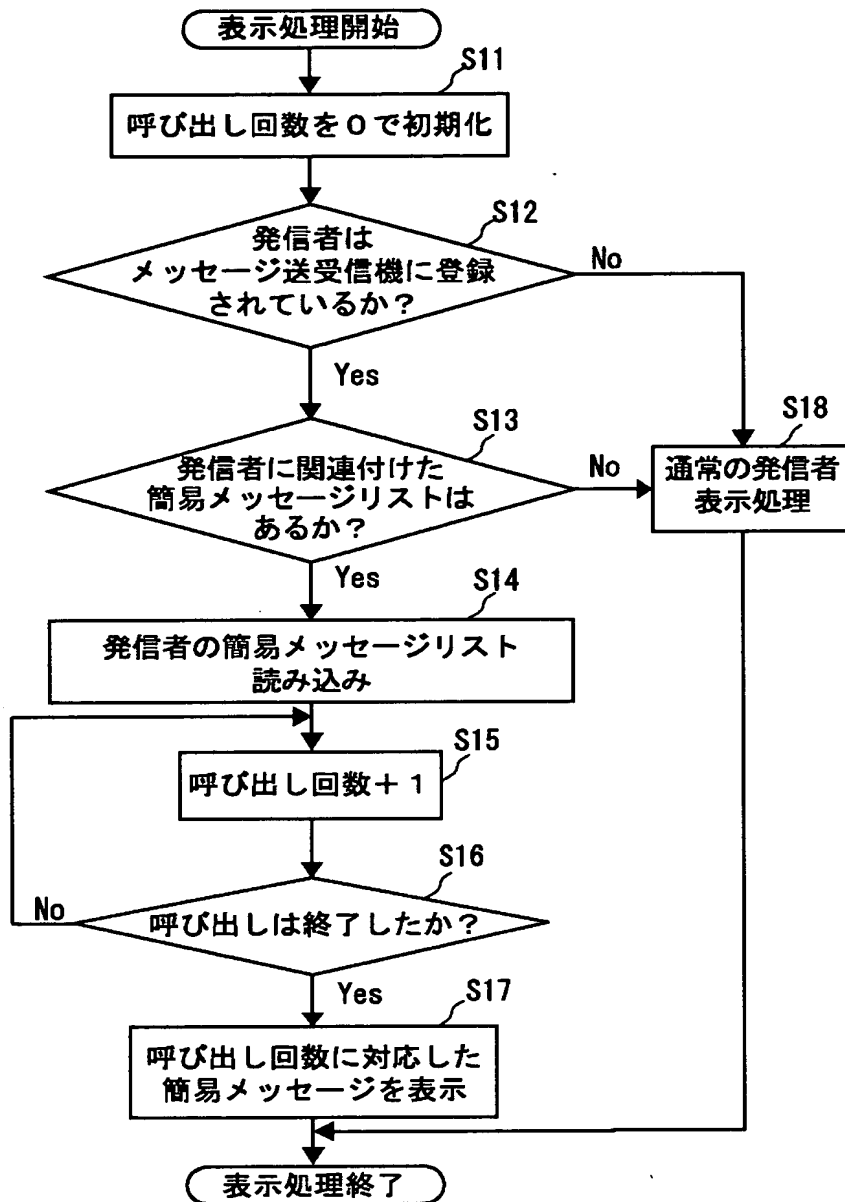 表示処理開始
S11
呼び出し回数を0で初期化
S12
発信者は
メッセージ送受信機に登録
されているか？
No
Yes
S13
発信者に関連付けた
簡易メッセージリストは
あるか？
No
S18
通常の発信者
表示処理
Yes
S14
発信者の簡易メッセージリスト
読み込み
S15
呼び出し回数＋１
S16
呼び出しは終了したか？
No
Yes
S17
呼び出し回数に対応した
簡易メッセージを表示
表示処理終了